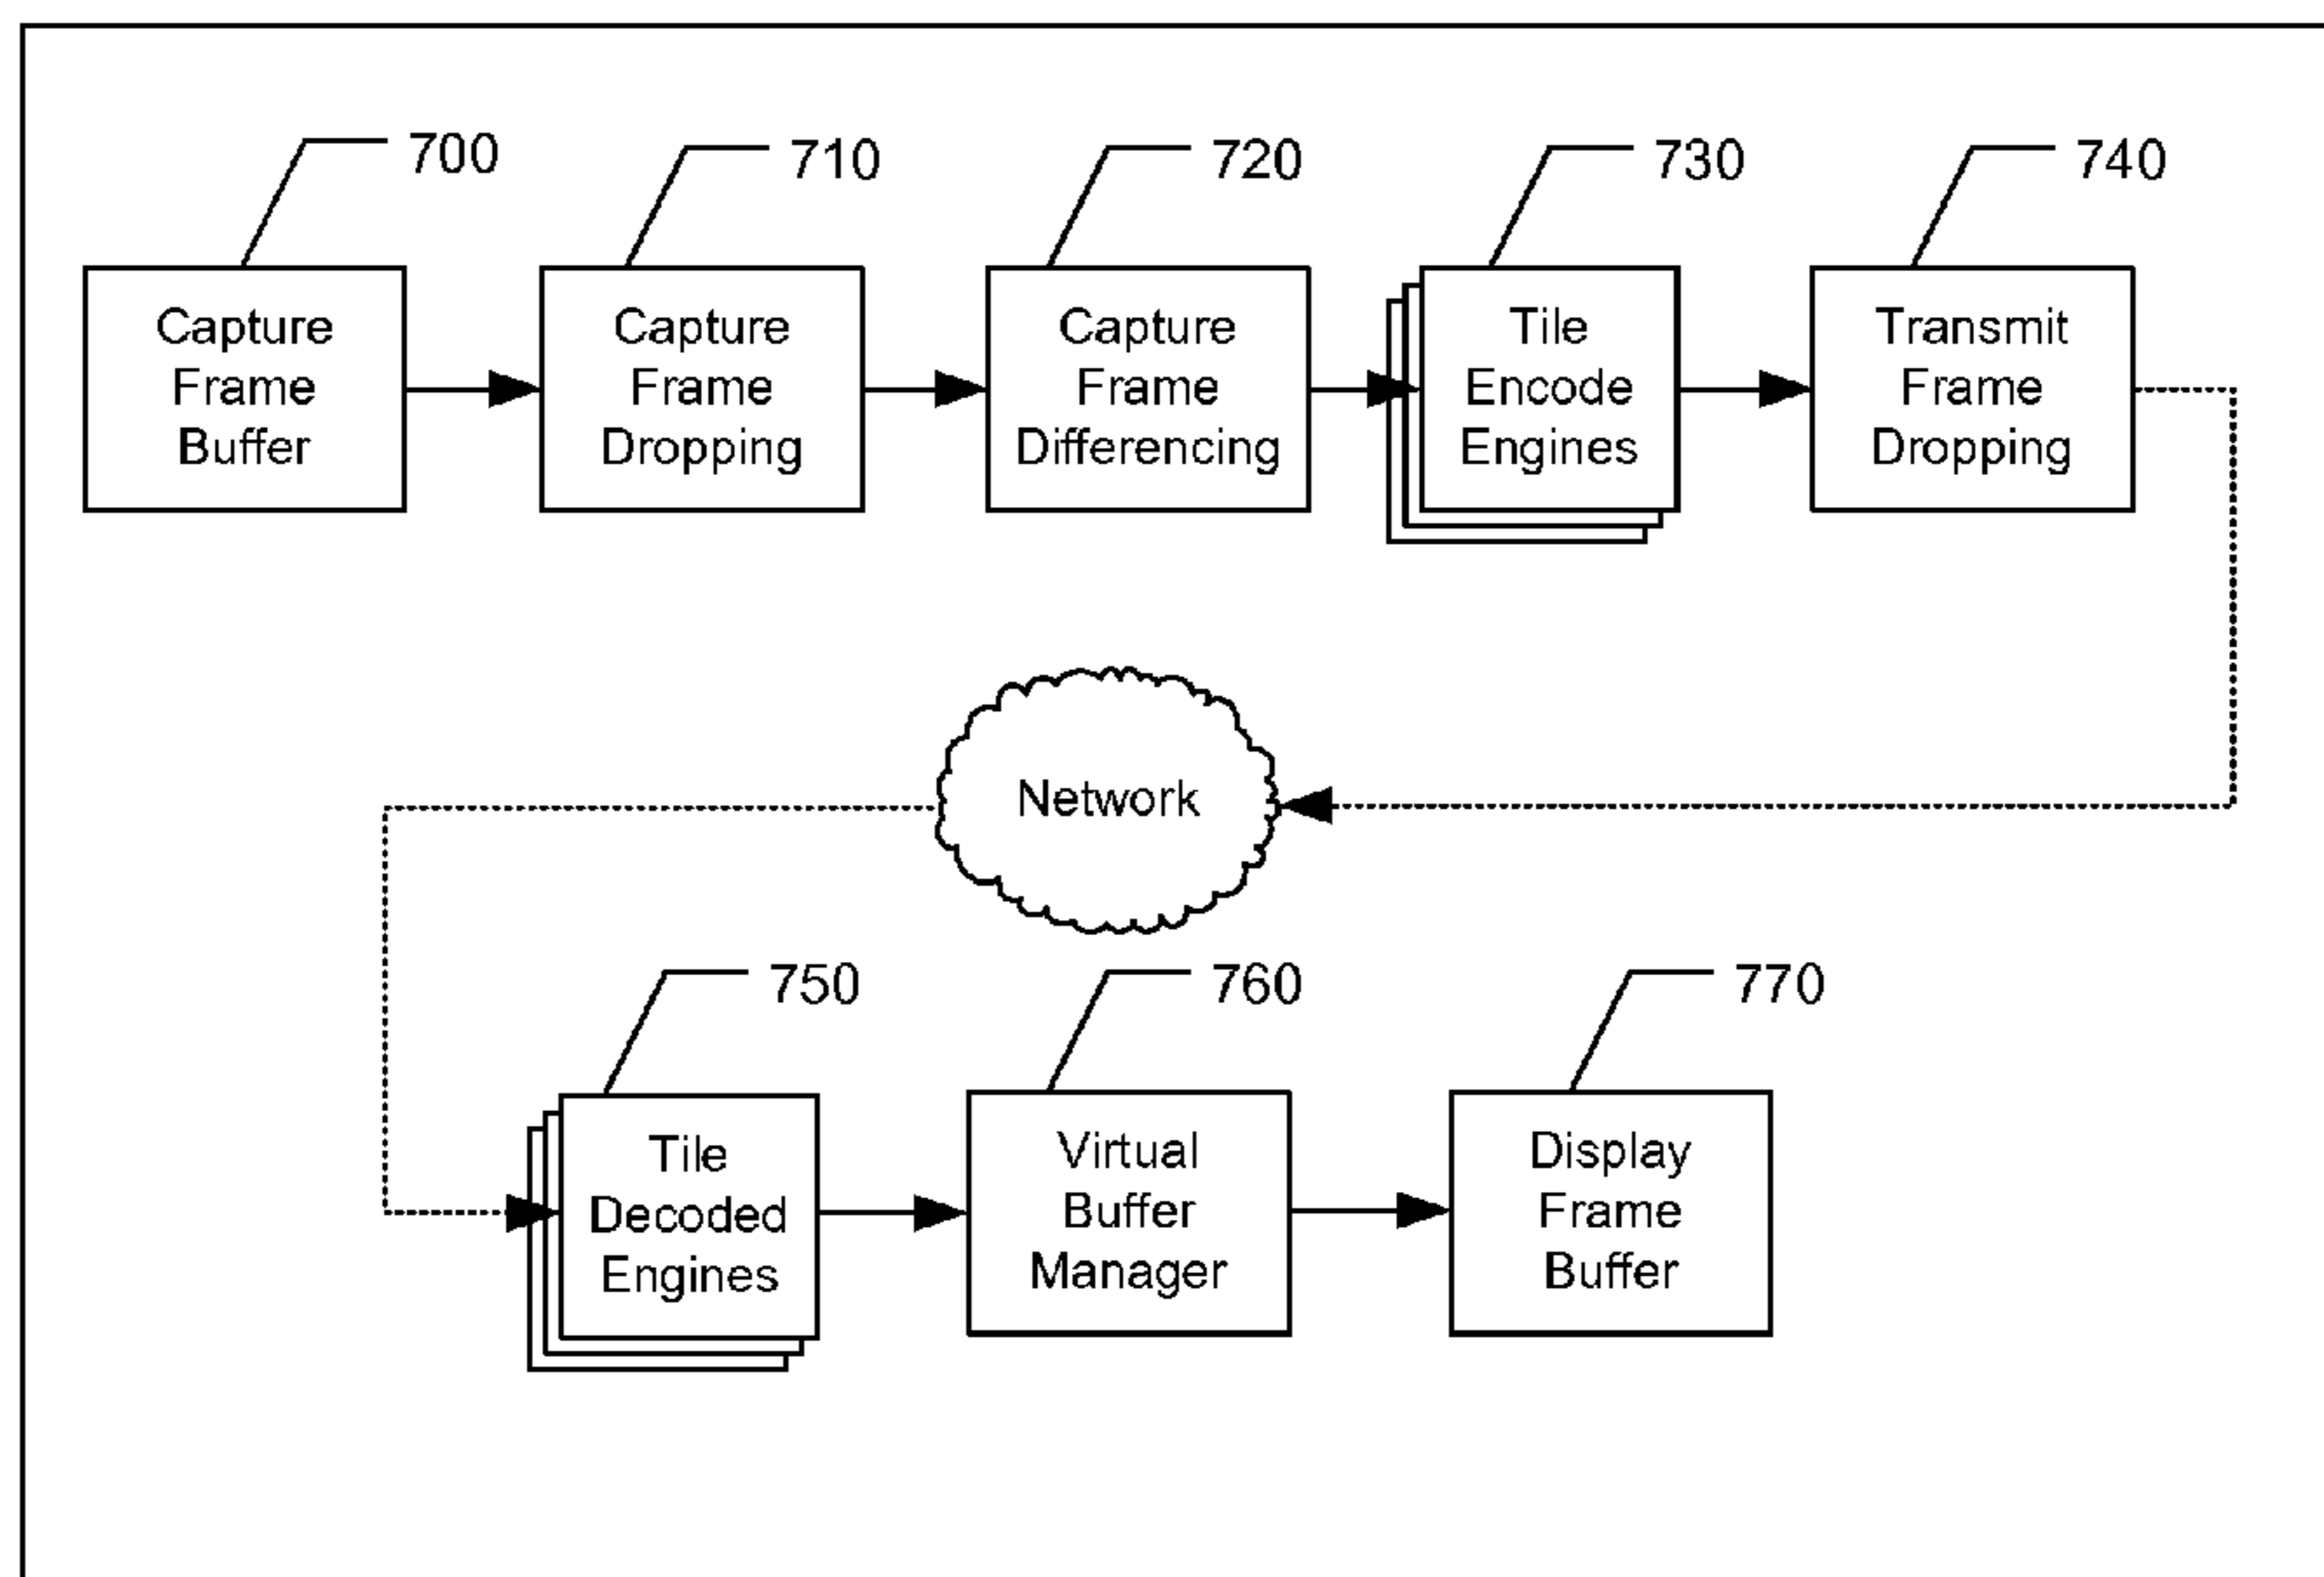 700
710
720
730
740
Capture
Frame
Buffer
Capture
Frame
Dropping
Capture
Frame
Differencing
Tile
Encode
Engines
Transmit
Frame
Dropping
Network
750
760
770
Tile
Decoded
Engines
Virtual
Buffer
Manager
Display
Frame
Buffer